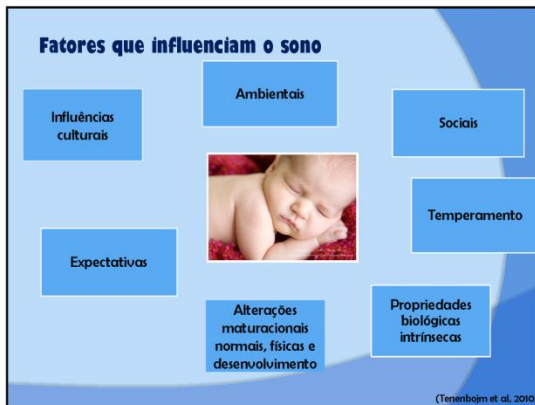 Fatores que influenciam o sono
Ambientais
Influências
culturais
Sociais
Temperamento
Expectativas
Alterações
maturacionais
normais, físicas e
desenvolvimento
Propriedades
biológicas
intrínsecas
(Tenenbojm et al, 2010)